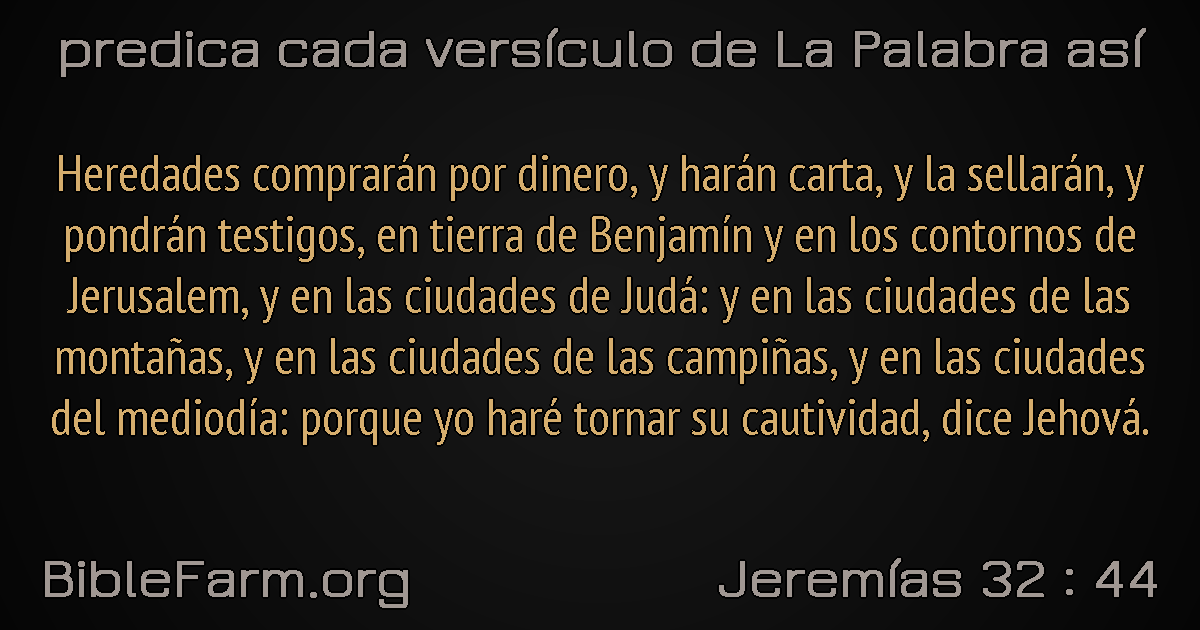 predica cada versículo de La Palabra así
Heredades comprarán por dinero, y harán carta, y la sellarán, y
pondrán testigos, en tierra de Benjamín y en los contornos de
Jerusalem, y en las ciudades de Judá: y en las ciudades de las
montañas, y en las ciudades de las campiñas, y en las ciudades
del mediodía: porque yo haré tornar su cautividad, dice Jehová.
BibleFarm.org
Jeremías 32 : 44